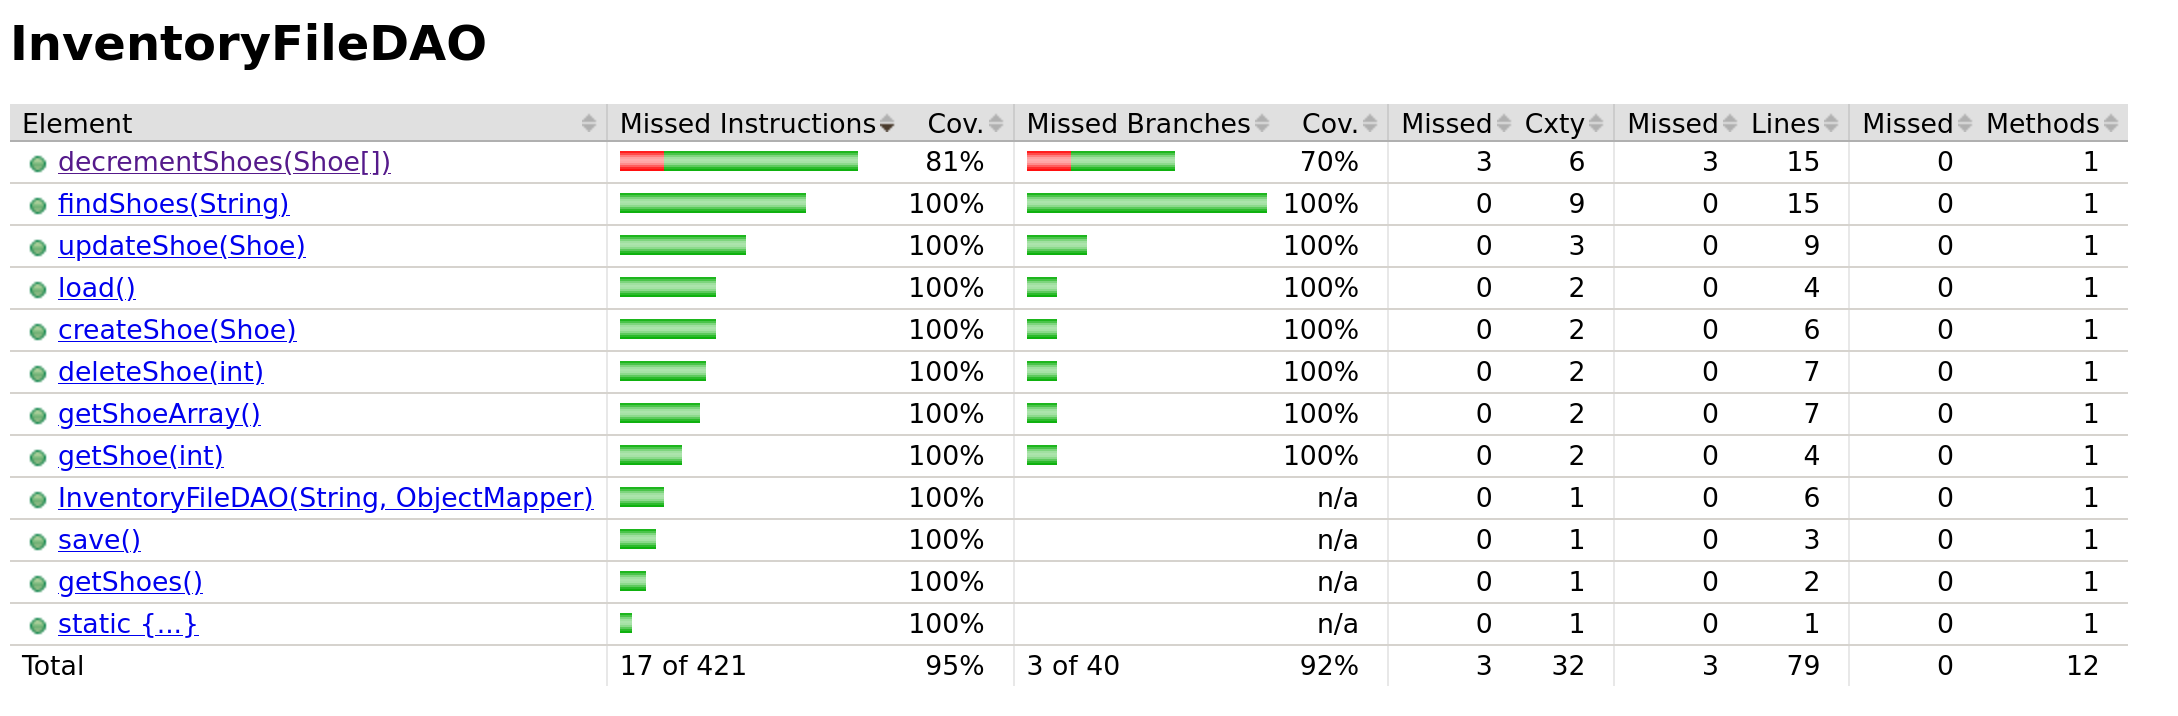 InventoryFileDAO
Element Missed Instructions Cov. Missed Branches Cov. Missed Cxty Missed Lines Missed Methods
decrementShoes(Shoe[]) 81% 70% 3 6 3 15 0 1
findShoes(String) 100% 100% 0 9 0 15 0 1
updateShoe(Shoe) 100% 100% 0 3 0 9 0 1
load() 100% 100% 0 2 0 4 0 1
createShoe(Shoe) 100% 100% 0 2 0 6 0 1
deleteShoe(int) 100% 100% 0 2 0 7 0 1
getShoeArray() 100% 100% 0 2 0 7 0 1
getShoe(int) 100% 100% 0 2 0 4 0 1
InventoryFileDAO(String, ObjectMapper) 100% n/a 0 1 0 6 0 1
save() 100% n/a 0 1 0 3 0 1
getShoes() 100% n/a 0 1 0 2 0 1
static {...} 100% n/a 0 1 0 1 0 1
Total 17 of 421 95% 3 of 40 92% 3 32 3 79 0 12